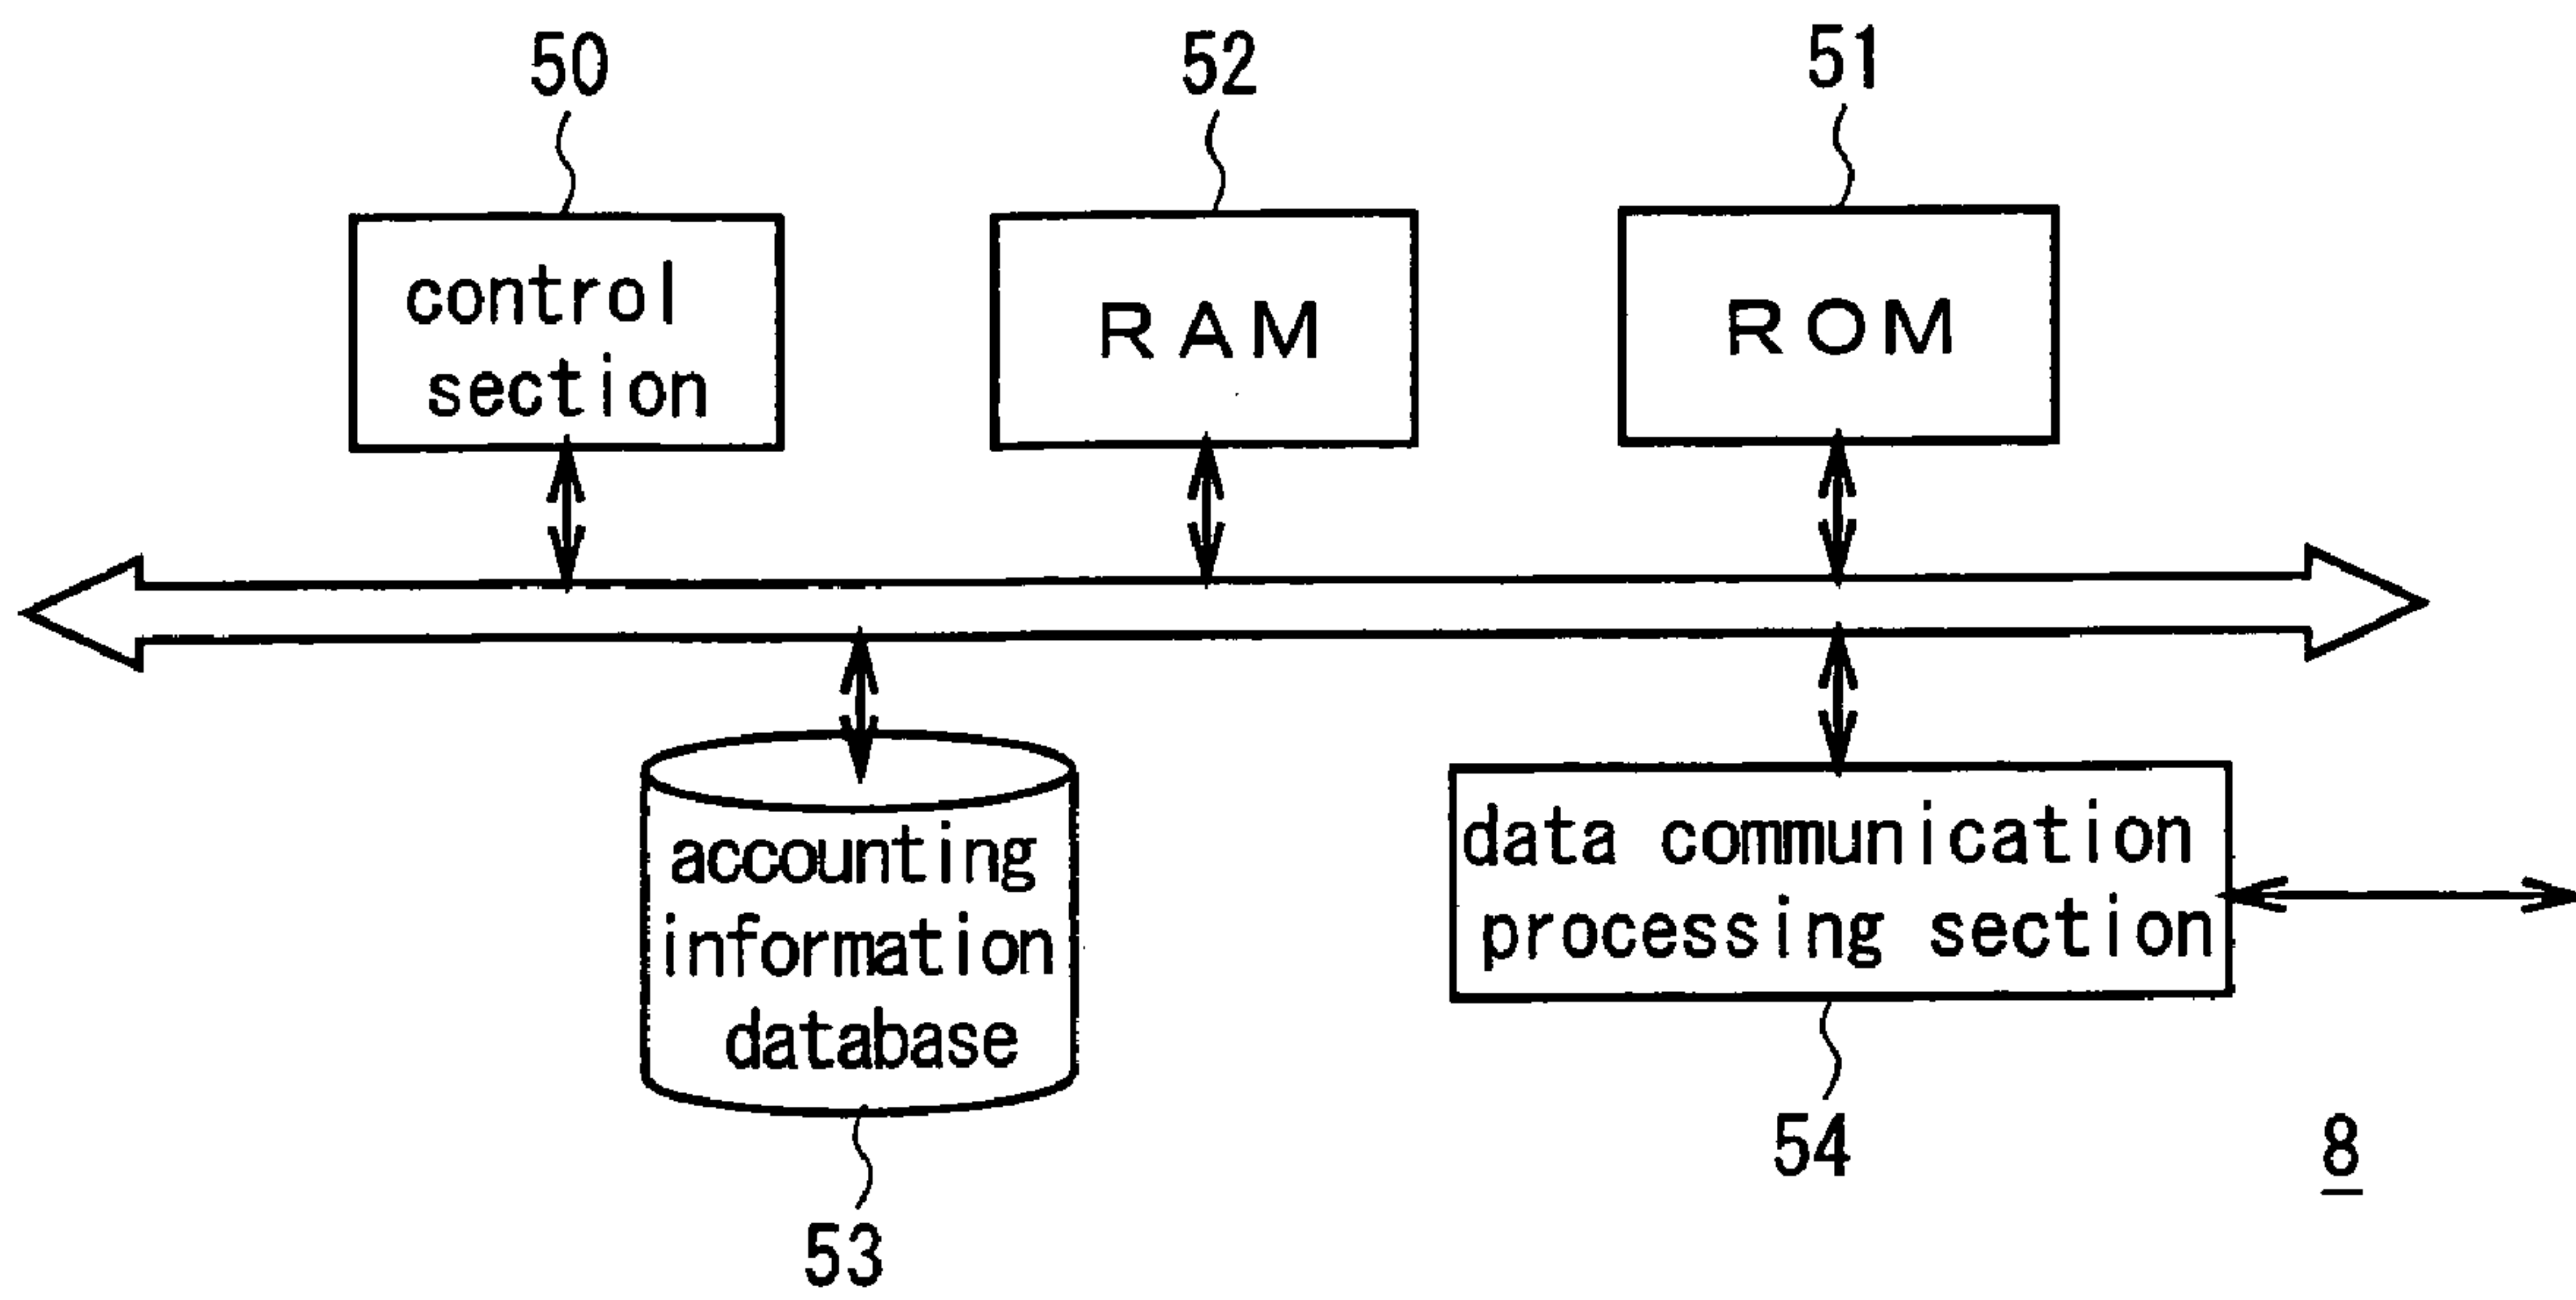 50
52
51
control
section
RAM
ROM
accounting
information
database
data communication
processing section
54
8
53